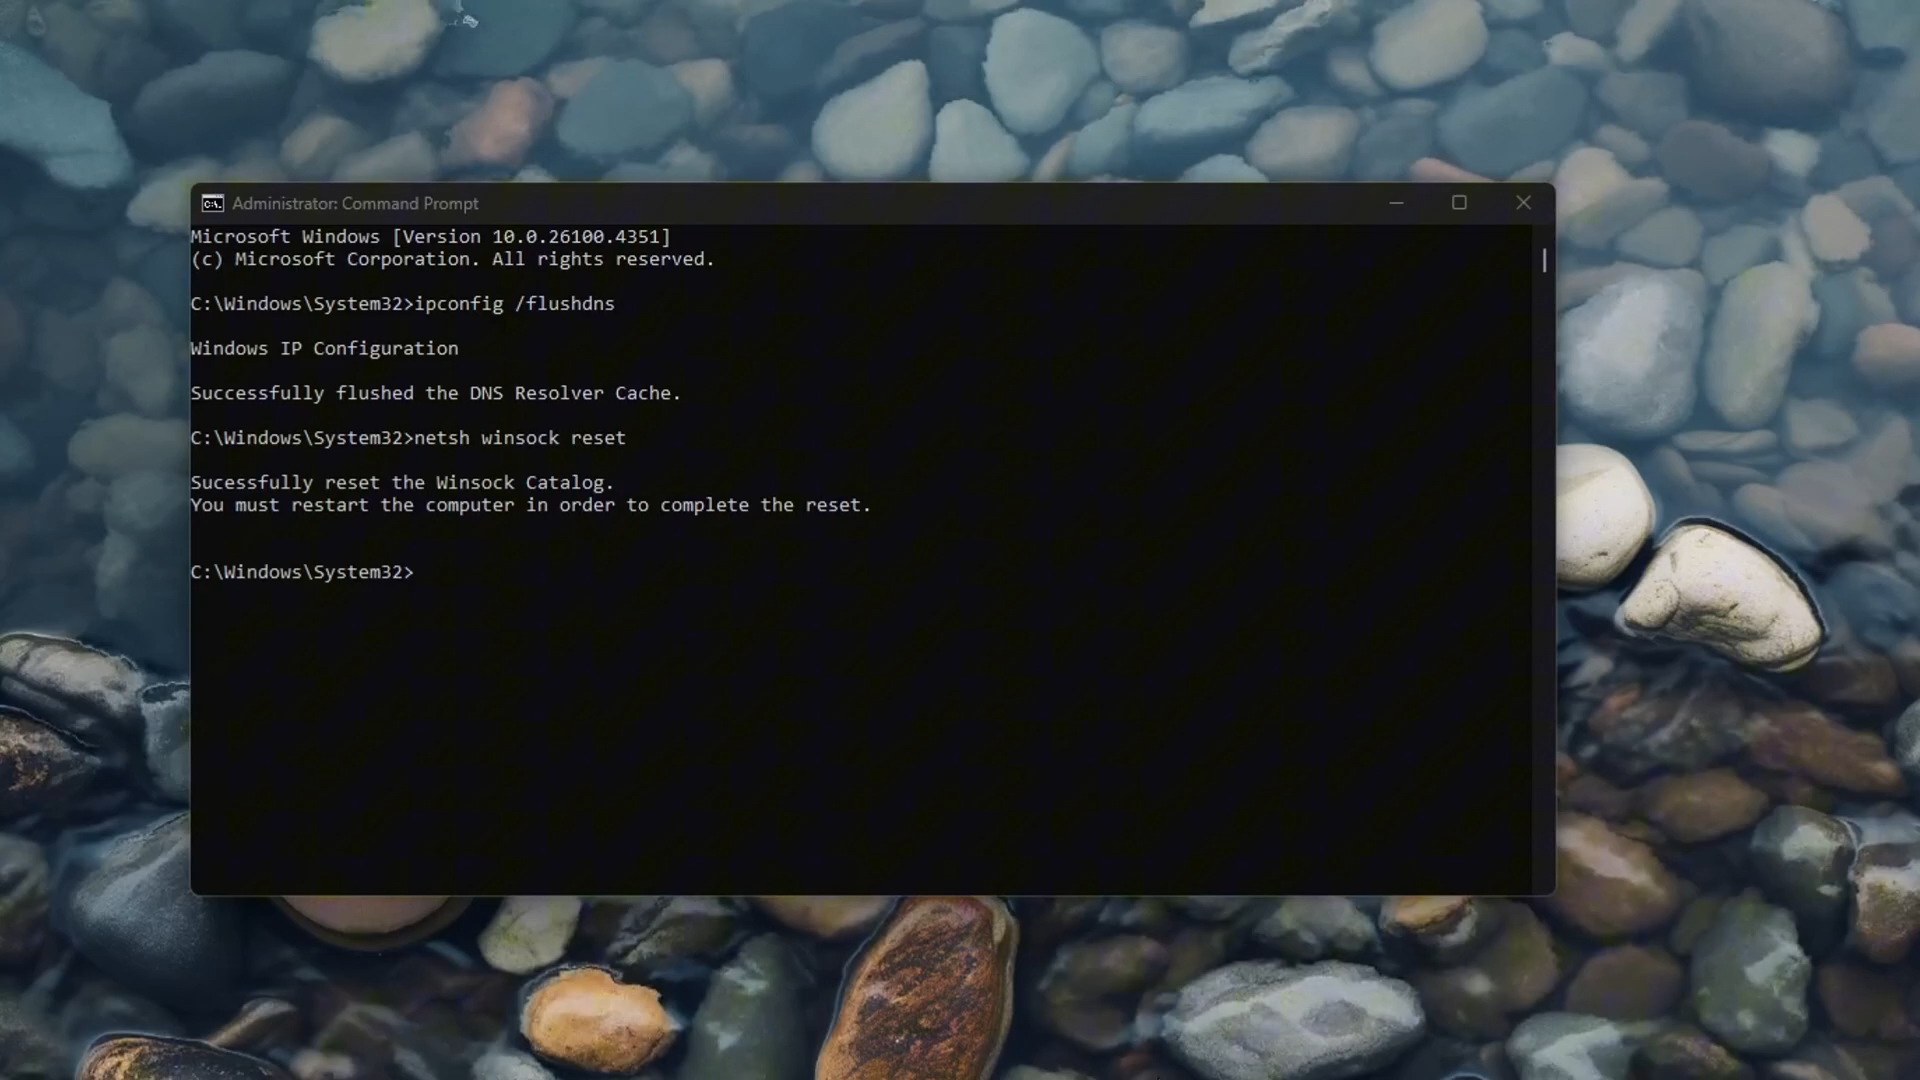 Administrator: Command Prompt
Microsoft Windows [Version 10.0.26100.4351]
(c) Microsoft Corporation. All rights reserved.
C:\Windows\System32>ipconfig /flushdns
Windows IP Configuration
Successfully flushed the DNS Resolver Cache.
C:\Windows\System32>netsh winsock reset
Sucessfully reset the Winsock Catalog.
You must restart the computer in order to complete the reset.
C:\Windows\System32>